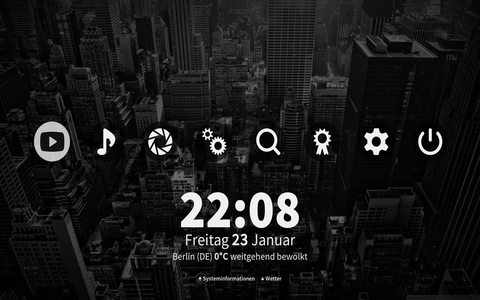 22:08
Freitag 23 Januar
Berlin (DE) 0°C weitgehend bewölkt
Systeminformationen Wetter